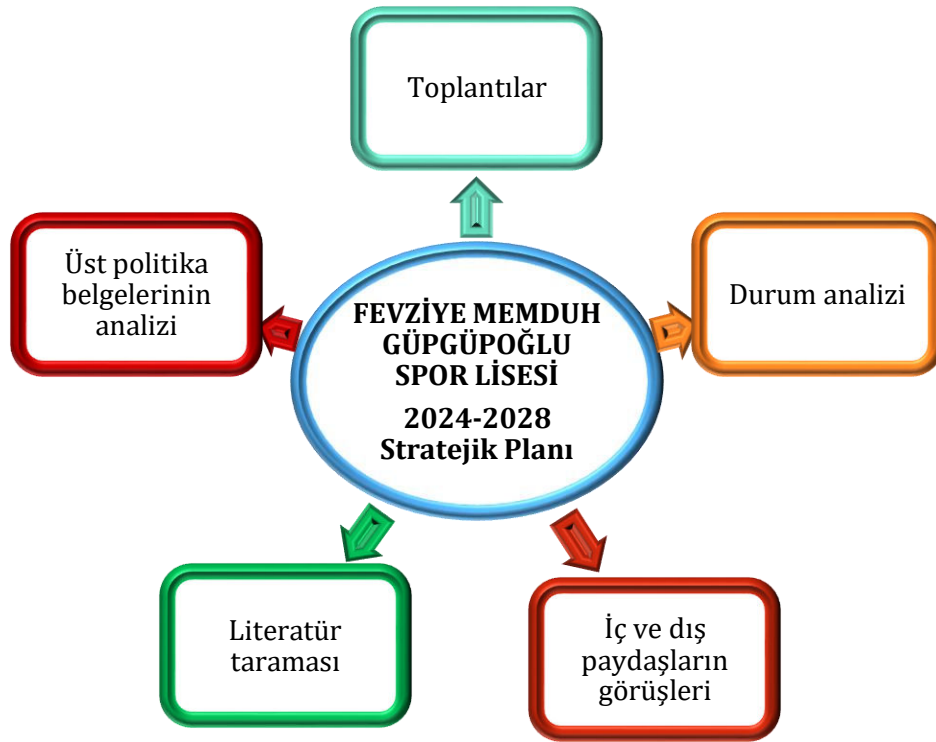 Toplantılar
Üst politika
belgelerinin
analizi
Durum analizi
FEVZİYE MEMDUH
GÜPGÜPOĞLU
SPOR LİSESİ
2024-2028
Stratejik Planı
Literatür
taraması
İç ve dış
paydaşların
görüşleri